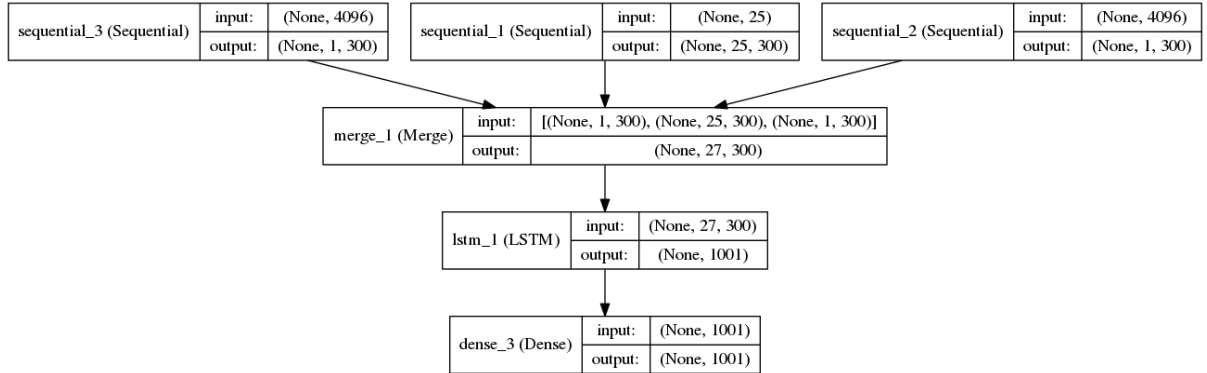 sequential_3 (Sequential)
input: (None, 4096)
output: (None, 1, 300)
sequential_1 (Sequential)
input: (None, 25)
output: (None, 25, 300)
sequential_2 (Sequential)
input: (None, 4096)
output: (None, 1, 300)
merge_1 (Merge)
input: [(None, 1, 300), (None, 25, 300), (None, 1, 300)]
output: (None, 27, 300)
lstm_1 (LSTM)
input: (None, 27, 300)
output: (None, 1001)
dense_3 (Dense)
input: (None, 1001)
output: (None, 1001)